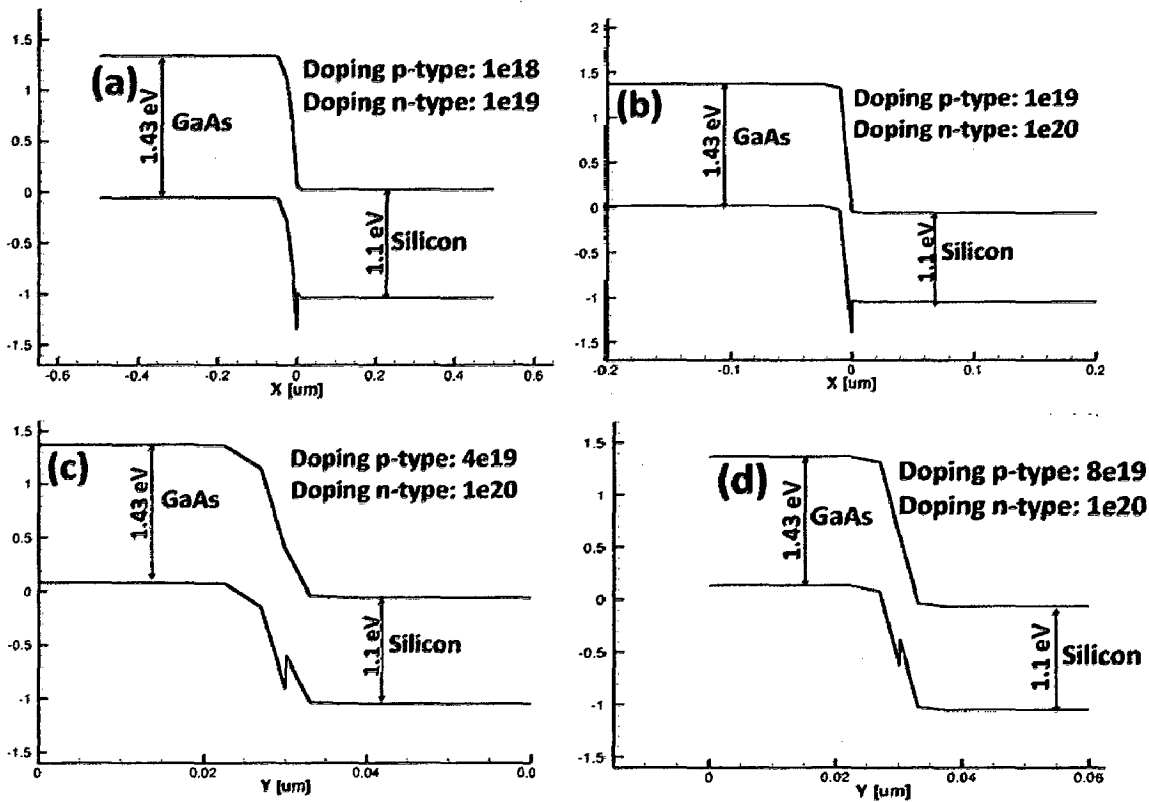 (a)
Doping p-type: 1e18
Doping n-type: 1e19
1.43 eV
GaAs
1.1 eV
Silicon
1.5
1
0.5
0
-0.5
-1
-1.5
-0.6
-0.4
-0.2
0
0.2
0.4
0.6
X [um]
(b)
Doping p-type: 1e19
Doping n-type: 1e20
1.43 eV
GaAs
1.1 eV
Silicon
2
1.5
1
0.5
0
-0.5
-1
-1.5
-0.2
-0.1
0
0.1
0.2
X [um]
(c)
Doping p-type: 4e19
Doping n-type: 1e20
1.43 eV
GaAs
1.1 eV
Silicon
1.5
1
0.5
0
-0.5
-1
-1.5
0
0.02
0.04
0.0
Y [um]
(d)
Doping p-type: 8e19
Doping n-type: 1e20
1.43 eV
GaAs
1.1 eV
Silicon
1.5
1
0.5
0
-0.5
-1
-1.5
0
0.02
0.04
0.06
Y [um]